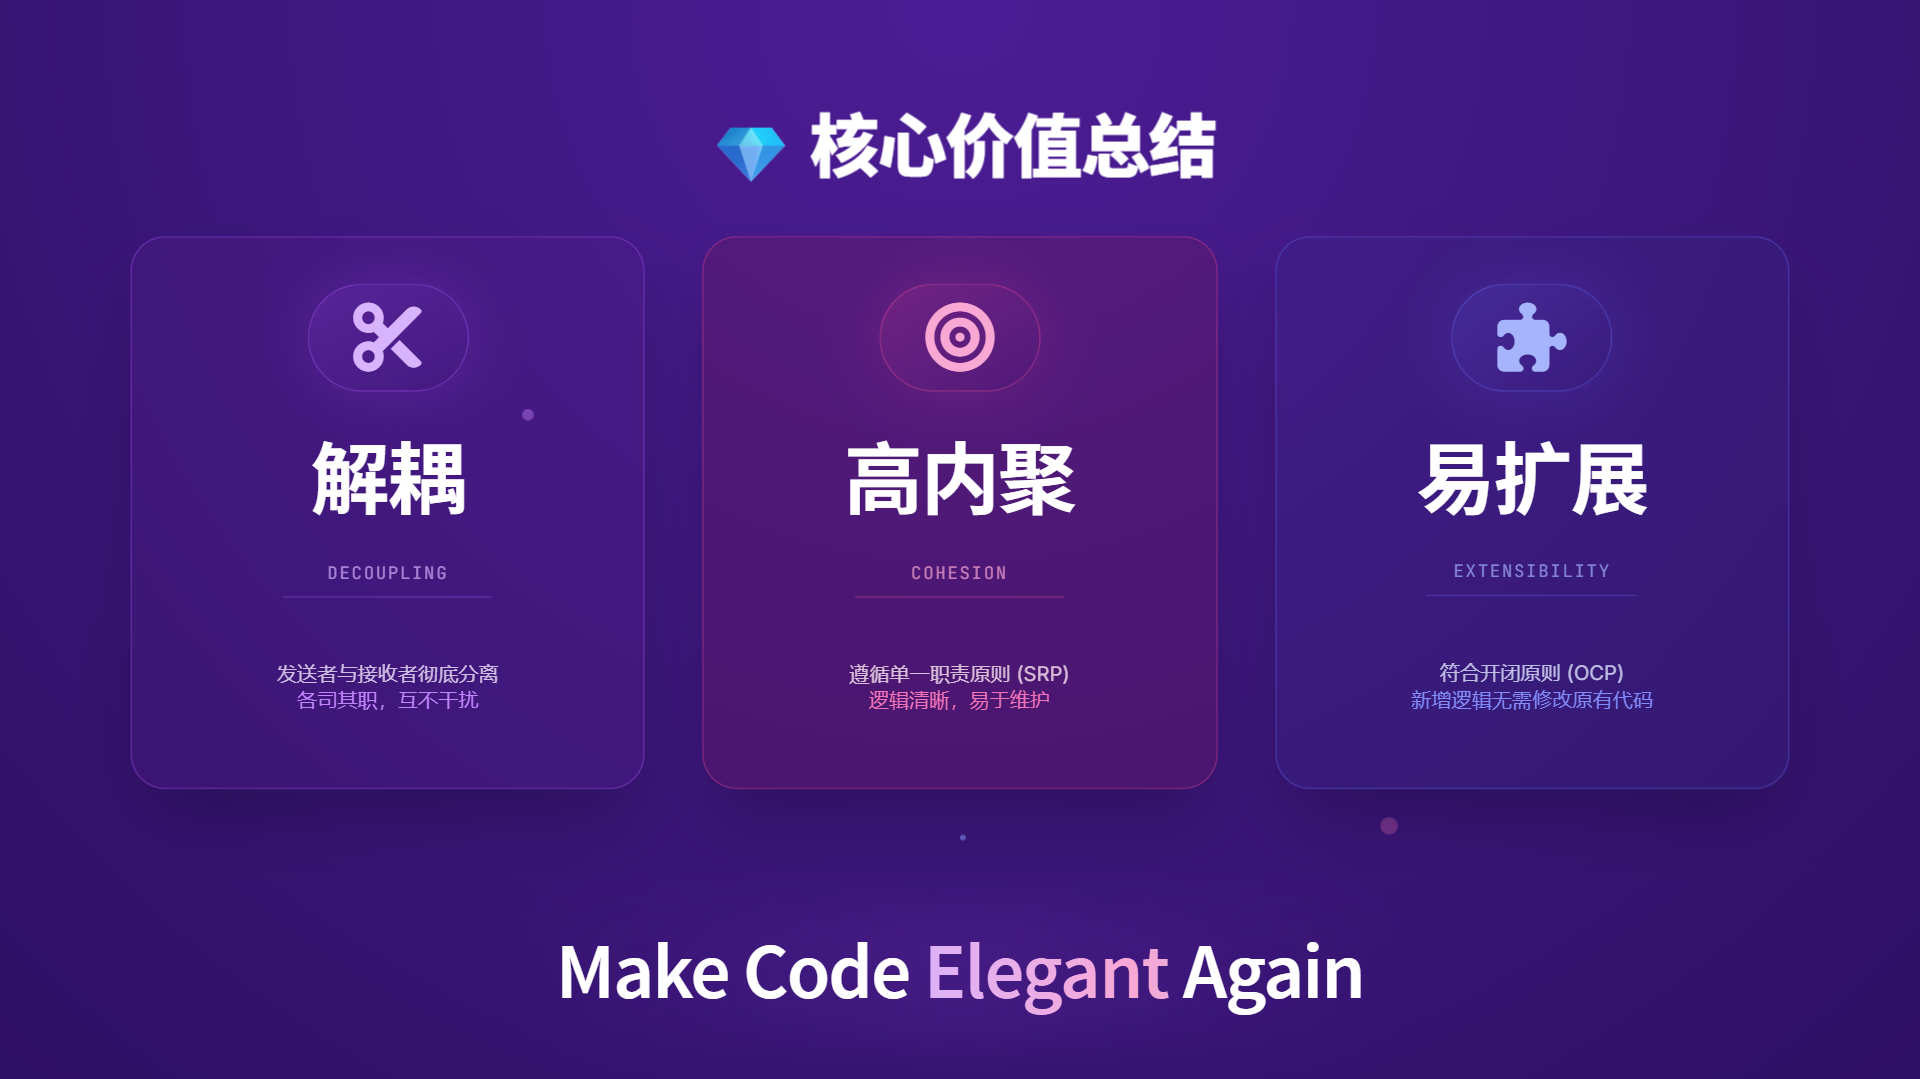 核心价值总结
解耦
DECOUPLING
发送者与接收者彻底分离
各司其职，互不干扰
高内聚
COHESION
遵循单一职责原则 (SRP)
逻辑清晰，易于维护
易扩展
EXTENSIBILITY
符合开闭原则 (OCP)
新增逻辑无需修改原有代码
Make Code Elegant Again